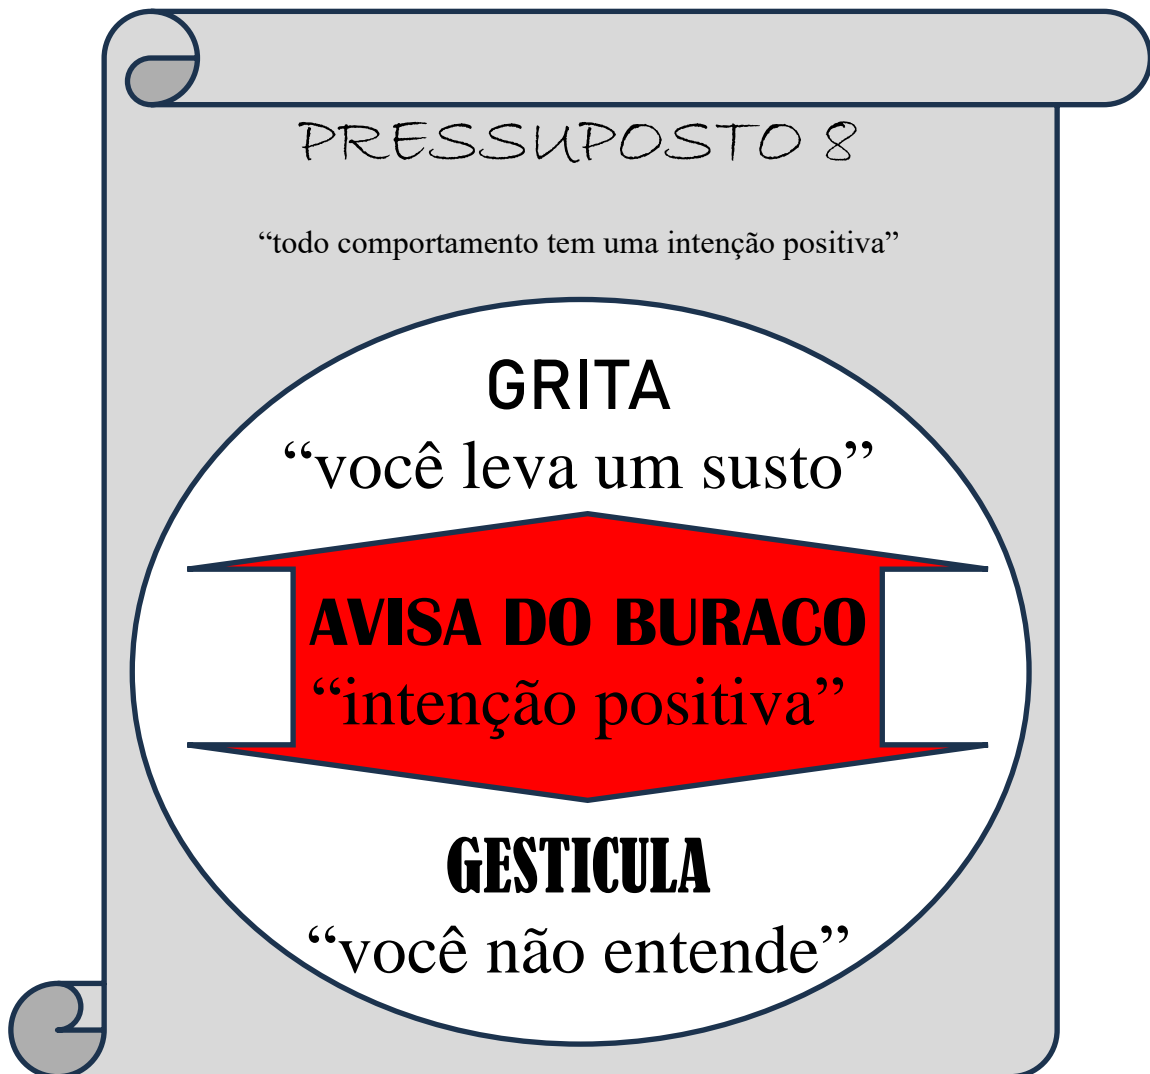 PRESSUPOSTO 8
“todo comportamento tem uma intenção positiva”
GRITA
“você leva um susto”
AVISA DO BURACO
“intenção positiva”
GESTICULA
“você não entende”